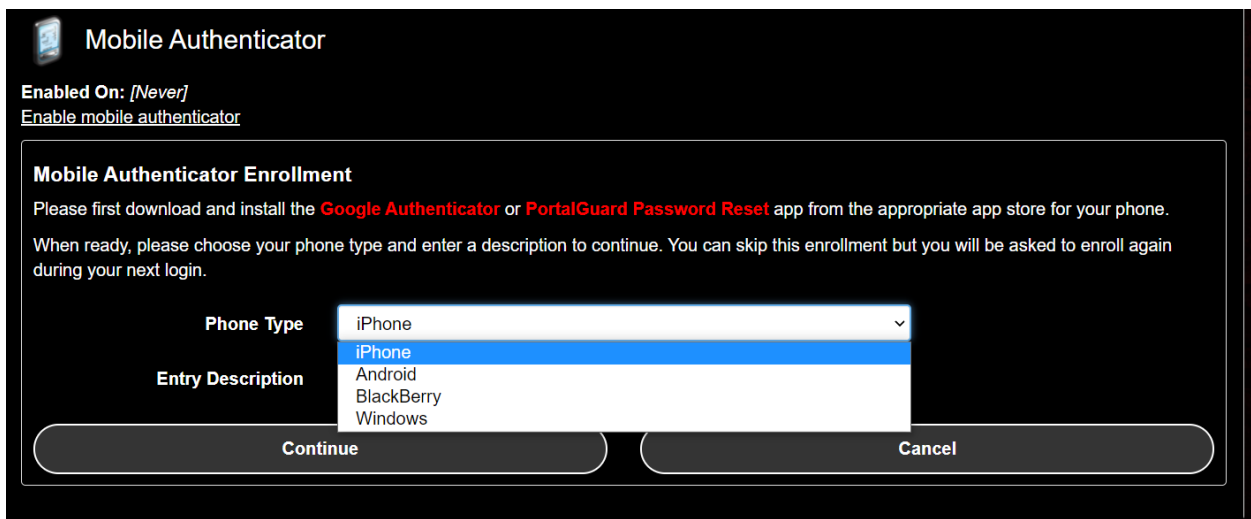 Mobile Authenticator
Enabled On: [Never]
Enable mobile authenticator
Mobile Authenticator Enrollment
Please first download and install the Google Authenticator or PortalGuard Password Reset app from the appropriate app store for your phone.
When ready, please choose your phone type and enter a description to continue. You can skip this enrollment but you will be asked to enroll again
during your next login.
Phone Type iPhone
iPhone
Entry Description Android
BlackBerry
Windows
Continue Cancel